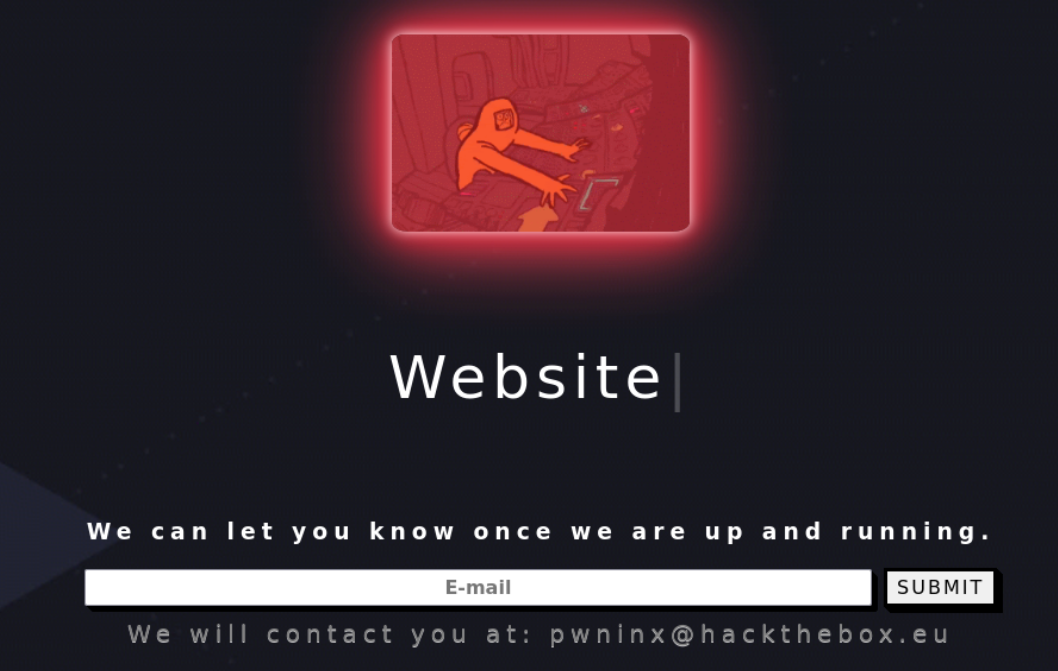 Website|
We can let you know once we are up and running.
E-mail
SUBMIT
We will contact you at: pwninx@hackthebox.eu